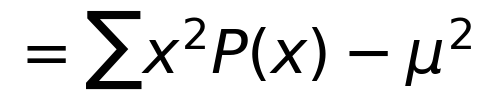 = ∑x²P(x) − μ²